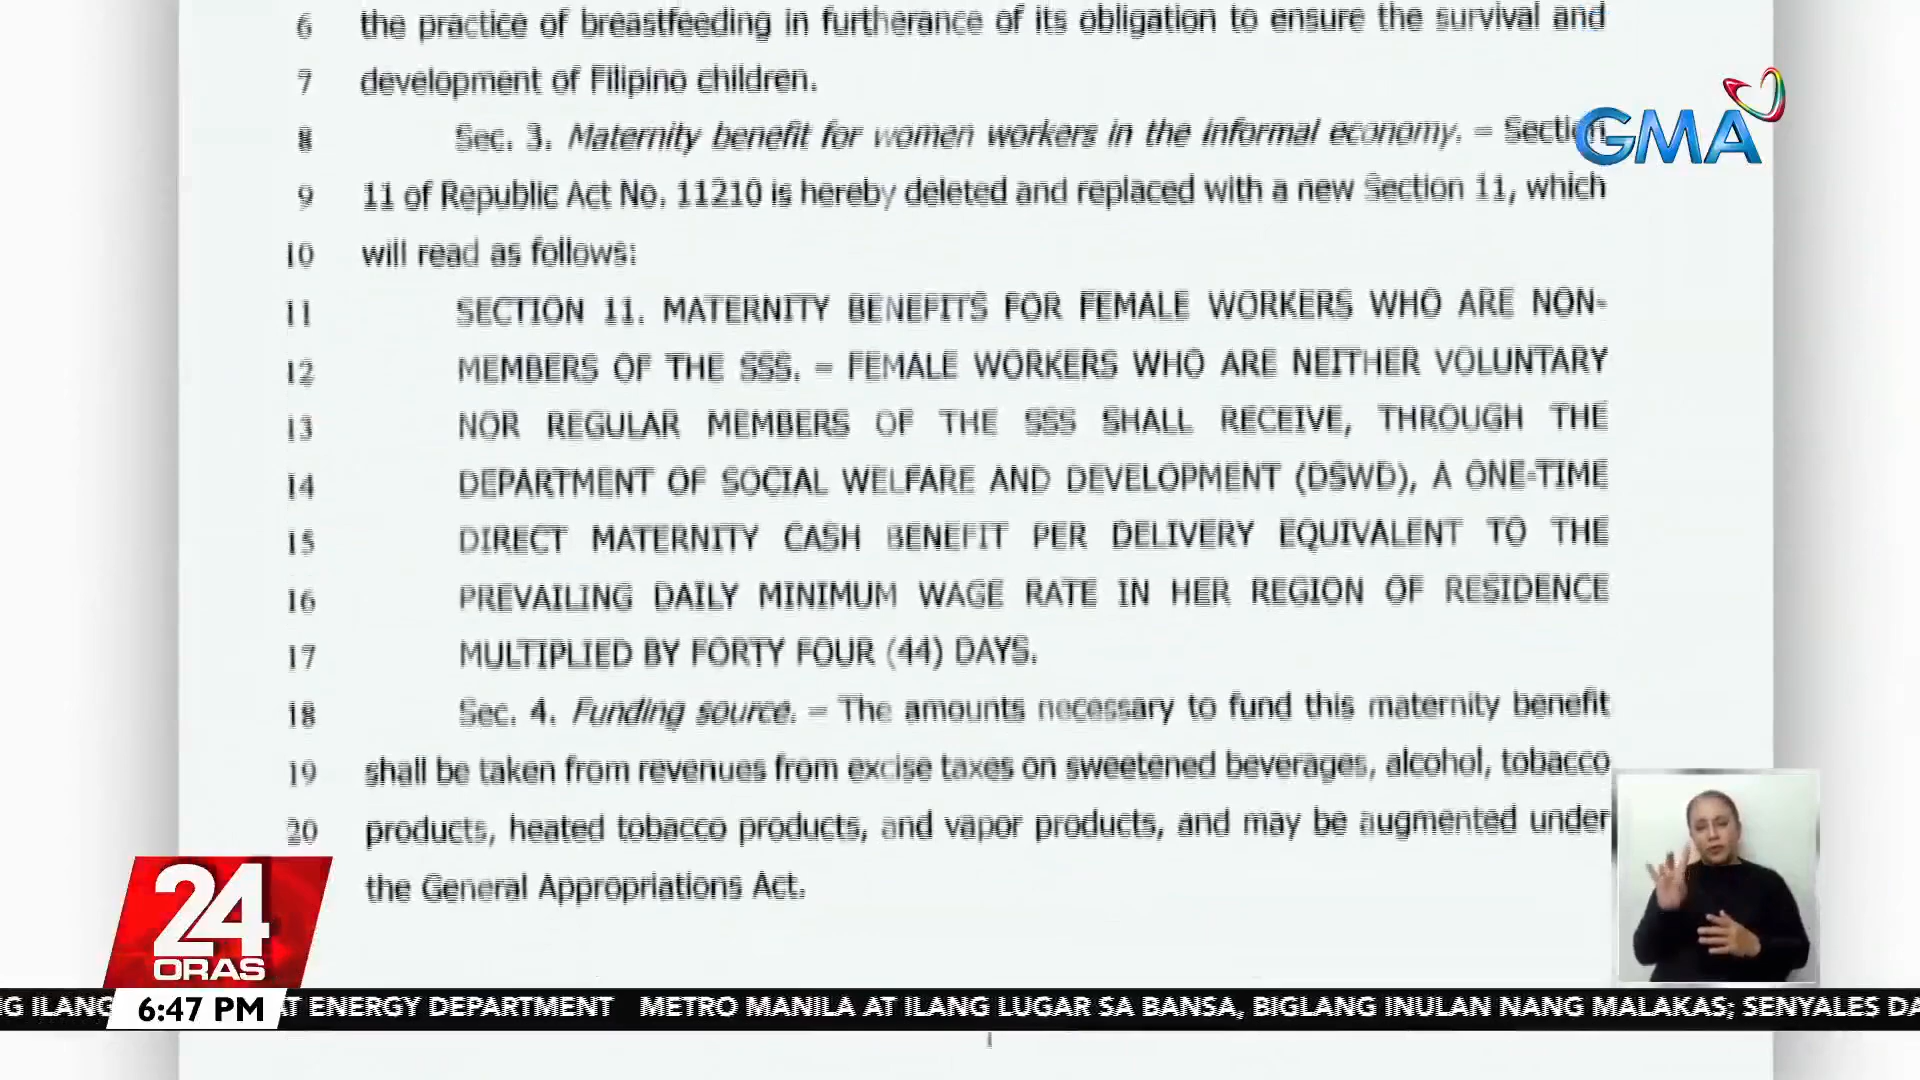 6 the practice of breastfeeding in furtherance of its obligation to ensure the survival and
7 development of Filipino children.
8 Sec. 3. Maternity benefit for women workers in the informal economy. – Section
9 11 of Republic Act No. 11210 is hereby deleted and replaced with a new Section 11, which
10 will read as follows:
11 SECTION 11. MATERNITY BENEFITS FOR FEMALE WORKERS WHO ARE NON-
12 MEMBERS OF THE SSS. – FEMALE WORKERS WHO ARE NEITHER VOLUNTARY
13 NOR REGULAR MEMBERS OF THE SSS SHALL RECEIVE, THROUGH THE
14 DEPARTMENT OF SOCIAL WELFARE AND DEVELOPMENT (DSWD), A ONE-TIME
15 DIRECT MATERNITY CASH BENEFIT PER DELIVERY EQUIVALENT TO THE
16 PREVAILING DAILY MINIMUM WAGE RATE IN HER REGION OF RESIDENCE
17 MULTIPLIED BY FORTY FOUR (44) DAYS.
18 Sec. 4. Funding source. – The amounts necessary to fund this maternity benefit
19 shall be taken from revenues from excise taxes on sweetened beverages, alcohol, tobacco
20 products, heated tobacco products, and vapor products, and may be augmented under
the General Appropriations Act.
GMA
24
ORAS
6:47 PM
NG ILANG
AT ENERGY DEPARTMENT METRO MANILA AT ILANG LUGAR SA BANSA, BIGLANG INULAN NANG MALAKAS; SENYALES DA